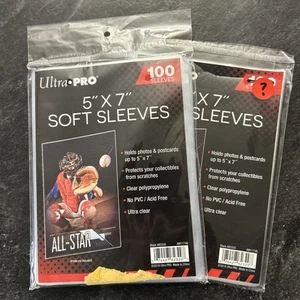 Ultra•PRO
100
SLEEVES
5" X 7"
SOFT SLEEVES
• Holds photos & postcards
up to 5" x 7"
• Protects your collectibles
from scratches
• Clear polypropylene
• No PVC / Acid Free
• Ultra clear
ALL-STAR
100
?
5" X 7"
SOFT SLEEVES
• Holds photos & postcards
up to 5" x 7"
• Protects your collectibles
from scratches
• Clear polypropylene
• No PVC / Acid Free
• Ultra clear